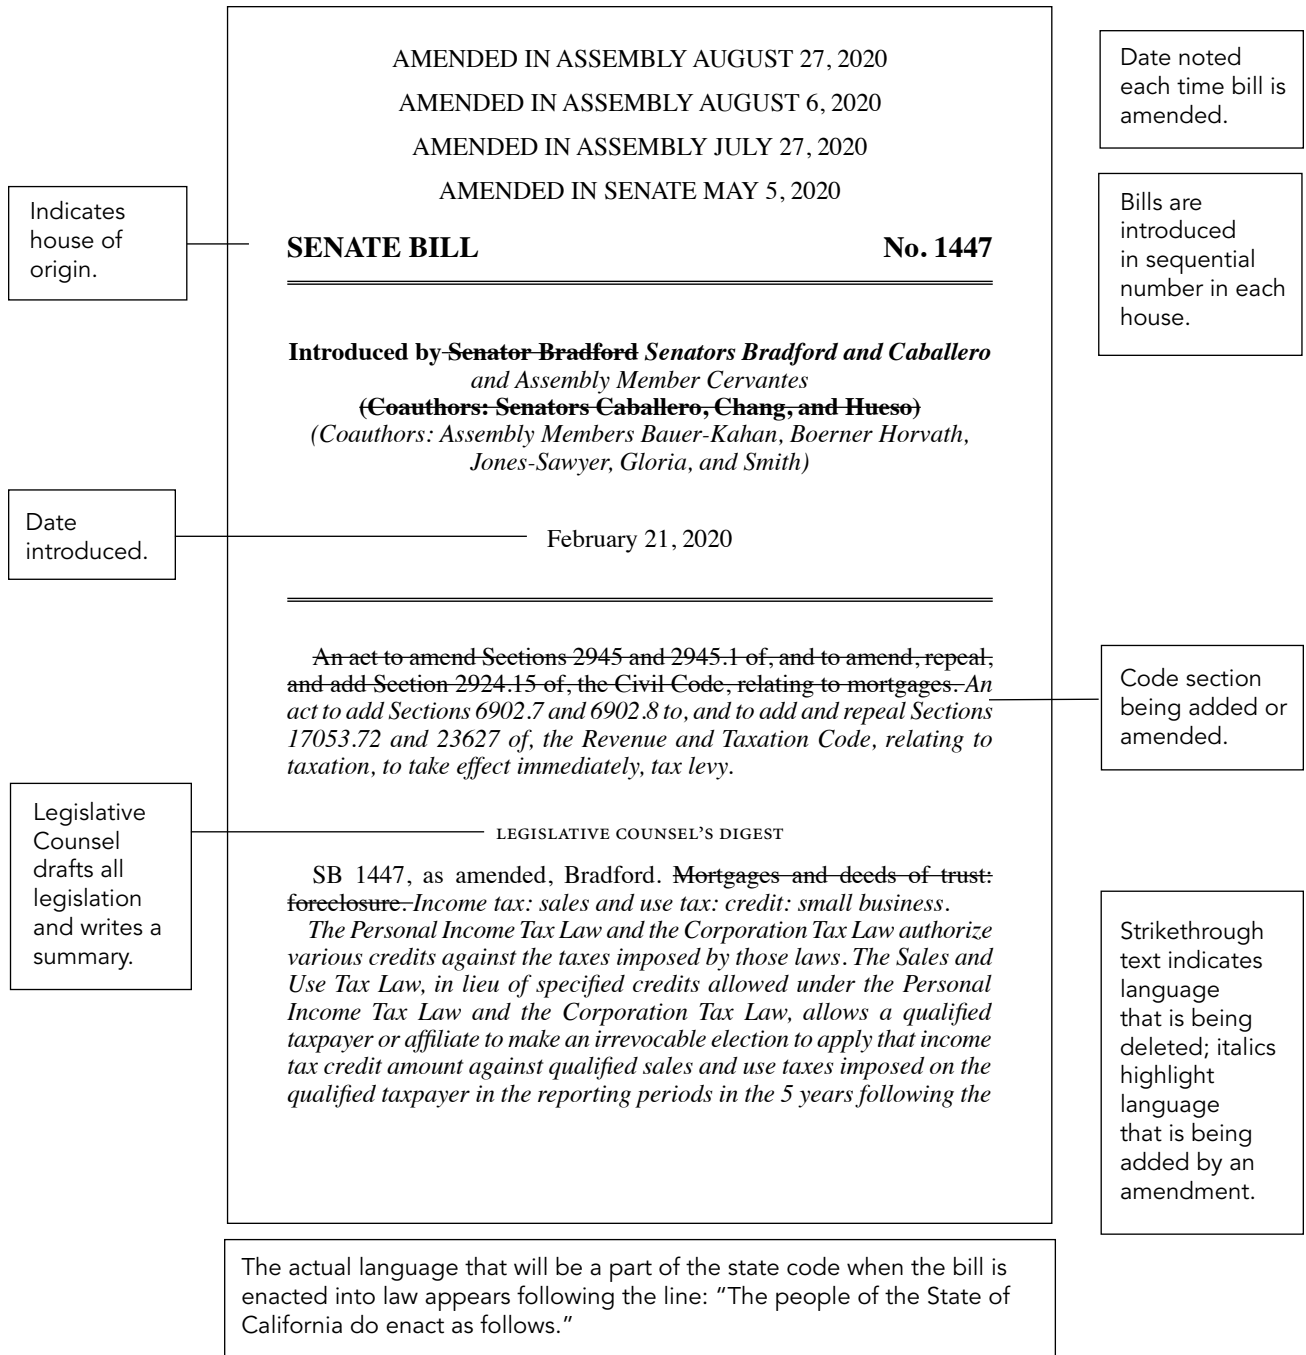 AMENDED IN ASSEMBLY AUGUST 27, 2020
AMENDED IN ASSEMBLY AUGUST 6, 2020
AMENDED IN ASSEMBLY JULY 27, 2020
AMENDED IN SENATE MAY 5, 2020
SENATE BILL No. 1447
Introduced by Senator Bradford Senators Bradford and Caballero
and Assembly Member Cervantes
(Coauthors: Senators Caballero, Chang, and Hueso)
(Coauthors: Assembly Members Bauer-Kahan, Boerner Horvath,
Jones-Sawyer, Gloria, and Smith)
February 21, 2020
An act to amend Sections 2945 and 2945.1 of, and to amend, repeal,
and add Section 2924.15 of, the Civil Code, relating to mortgages. An
act to add Sections 6902.7 and 6902.8 to, and to add and repeal Sections
17053.72 and 23627 of, the Revenue and Taxation Code, relating to
taxation, to take effect immediately, tax levy.
LEGISLATIVE COUNSEL'S DIGEST
SB 1447, as amended, Bradford. Mortgages and deeds of trust:
foreclosure. Income tax: sales and use tax: credit: small business.
The Personal Income Tax Law and the Corporation Tax Law authorize
various credits against the taxes imposed by those laws. The Sales and
Use Tax Law, in lieu of specified credits allowed under the Personal
Income Tax Law and the Corporation Tax Law, allows a qualified
taxpayer or affiliate to make an irrevocable election to apply that income
tax credit amount against qualified sales and use taxes imposed on the
qualified taxpayer in the reporting periods in the 5 years following the
Indicates
house of
origin.
Date
introduced.
Legislative
Counsel
drafts all
legislation
and writes a
summary.
Date noted
each time bill is
amended.
Bills are
introduced
in sequential
number in each
house.
Code section
being added or
amended.
Strikethrough
text indicates
language
that is being
deleted; italics
highlight
language
that is being
added by an
amendment.
The actual language that will be a part of the state code when the bill is
enacted into law appears following the line: "The people of the State of
California do enact as follows."